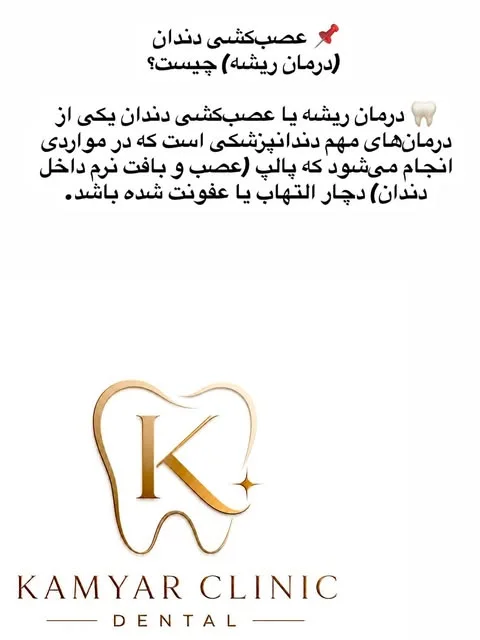 📌 عصب‌کشی دندان
(درمان ریشه) چیست؟
🦷 درمان ریشه یا عصب‌کشی دندان یکی از
درمان‌های مهم دندانپزشکی است که در مواردی
انجام می‌شود که پالپ (عصب و بافت نرم داخل
دندان) دچار التهاب یا عفونت شده باشد.
K
KAMYAR CLINIC
DENTAL